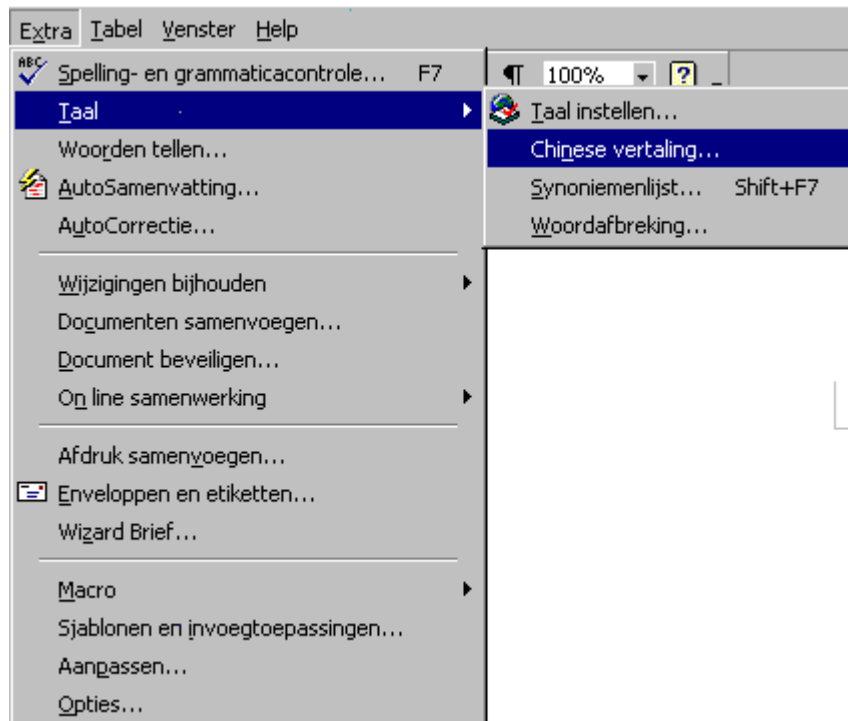 Extra Tabel Venster Help
ABC Spelling- en grammaticacontrole... F7
¶ 100% ?
Taal
Taal instellen...
Woorden tellen...
Chinese vertaling...
AutoSamenvatting...
Synoniemenlijst... Shift+F7
AutoCorrectie...
Woordafbreking...
Wijzigingen bijhouden
Documenten samenvoegen...
Document beveiligen...
On line samenwerking
Afdruk samenvoegen...
Enveloppen en etiketten...
Wizard Brief...
Macro
Sjablonen en invoegtoepassingen...
Aanpassen...
Opties...